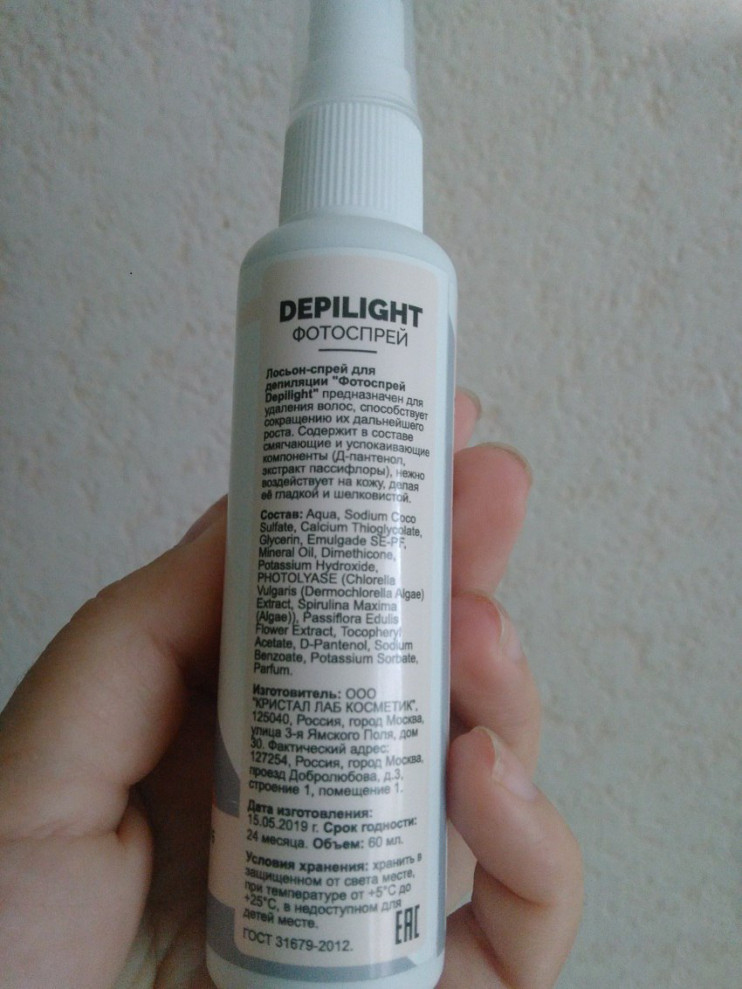 DEPILIGHT
ФОТОСПРЕЙ
Лосьон-спрей для
депиляции "Фотоспрей
Depilight" предназначен для
удаления волос, способствует
сокращению их дальнейшего
роста. Содержит в составе
смягчающие и успокаивающие
компоненты (Д-пантенол,
экстракт пассифлоры), нежно
воздействует на кожу, делая
её гладкой и шелковистой.
Состав: Aqua, Sodium Coco
Sulfate, Calcium Thioglycolate,
Glycerin, Emulgade SE-PF,
Mineral Oil, Dimethicone,
Potassium Hydroxide,
PHOTOLYASE (Chlorella
Vulgaris (Dermochlorella Algae)
Extract, Spirulina Maxima
(Algae)), Passiflora Edulis
Flower Extract, Tocopheryl
Acetate, D-Pantenol, Sodium
Benzoate, Potassium Sorbate,
Parfum.
Изготовитель: ООО
"КРИСТАЛ ЛАБ КОСМЕТИК",
125040, Россия, город Москва,
улица 3-я Ямского Поля, дом
30. Фактический адрес:
127254, Россия, город Москва,
проезд Добролюбова, д.3,
строение 1, помещение 1.
Дата изготовления:
15.05.2019 г. Срок годности:
24 месяца. Объем: 60 мл.
Условия хранения: хранить в
защищенном от света месте,
при температуре от +5°С до
+25°С, в недоступном для
детей месте.
ГОСТ 31679-2012.
EAC